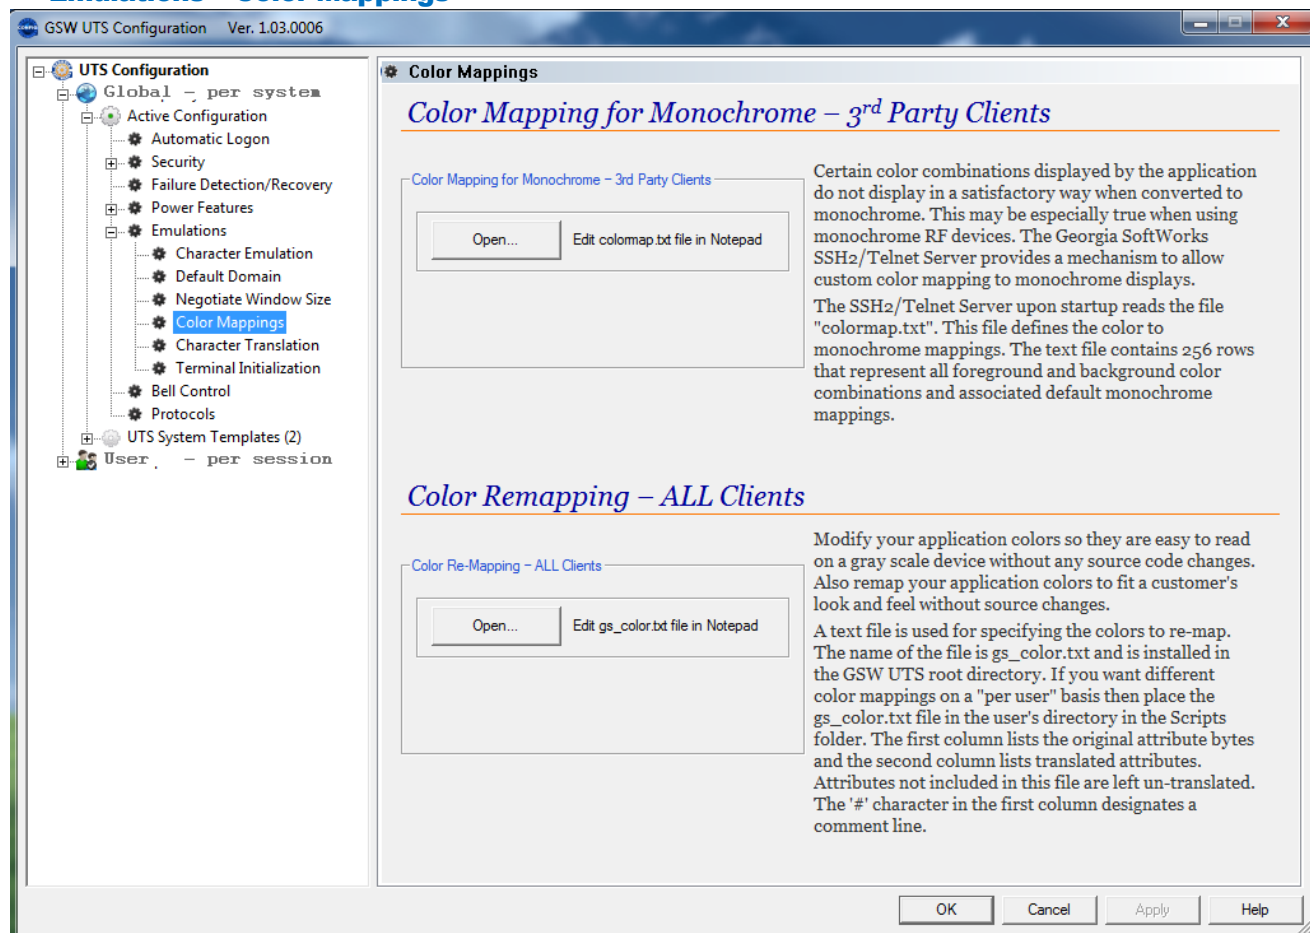 Emulations – Color Mappings
GSW UTS Configuration Ver. 1.03.0006
UTS Configuration
Global – per system
Active Configuration
Automatic Logon
Security
Failure Detection/Recovery
Power Features
Emulations
Character Emulation
Default Domain
Negotiate Window Size
Color Mappings
Character Translation
Terminal Initialization
Bell Control
Protocols
UTS System Templates (2)
User – per session
Color Mappings
Color Mapping for Monochrome – 3rd Party Clients
Color Mapping for Monochrome – 3rd Party Clients
Open...
Edit colormap.txt file in Notepad
Certain color combinations displayed by the application
do not display in a satisfactory way when converted to
monochrome. This may be especially true when using
monochrome RF devices. The Georgia SoftWorks
SSH2/Telnet Server provides a mechanism to allow
custom color mapping to monochrome displays.
The SSH2/Telnet Server upon startup reads the file
"colormap.txt". This file defines the color to
monochrome mappings. The text file contains 256 rows
that represent all foreground and background color
combinations and associated default monochrome
mappings.
Color Remapping – ALL Clients
Color Re-Mapping – ALL Clients
Open...
Edit gs_color.txt file in Notepad
Modify your application colors so they are easy to read
on a gray scale device without any source code changes.
Also remap your application colors to fit a customer's
look and feel without source changes.
A text file is used for specifying the colors to re-map.
The name of the file is gs_color.txt and is installed in
the GSW UTS root directory. If you want different
color mappings on a "per user" basis then place the
gs_color.txt file in the user's directory in the Scripts
folder. The first column lists the original attribute bytes
and the second column lists translated attributes.
Attributes not included in this file are left un-translated.
The '#' character in the first column designates a
comment line.
OK
Cancel
Apply
Help